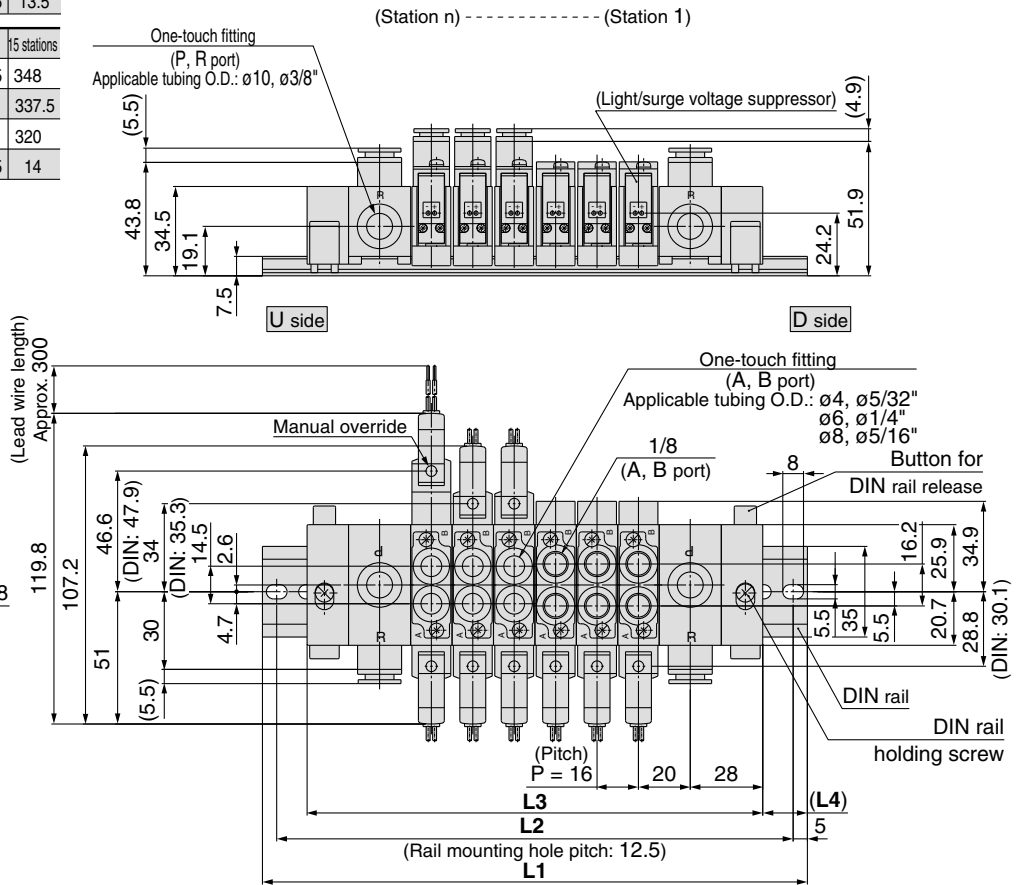 13.5
(Station n) ---------- (Station 1)
15 stations
348
337.5
320
14
One-touch fitting
(P, R port)
Applicable tubing O.D.: ø10, ø3/8"
(Light/surge voltage suppressor)
(4.9)
(5.5)
43.8
34.5
19.1
7.5
51.9
24.2
R
R
U side
D side
(Lead wire length)
Approx. 300
One-touch fitting
(A, B port)
Applicable tubing O.D.: ø4, ø5/32"
ø6, ø1/4"
ø8, ø5/16"
Manual override
1/8
(A, B port)
8
Button for
DIN rail release
119.8
107.2
46.6
(DIN: 47.9)
34
(DIN: 35.3)
14.5
2.6
4.7
51
30
(5.5)
8
B B B B B B
P
P
A A A A A A
R
R
5.5
35
5.5
16.2
25.9
34.9
20.7
28.8
(DIN: 30.1)
DIN rail
DIN rail
holding screw
(Pitch)
P = 16
20
28
L3
(L4)
L2
5
(Rail mounting hole pitch: 12.5)
L1